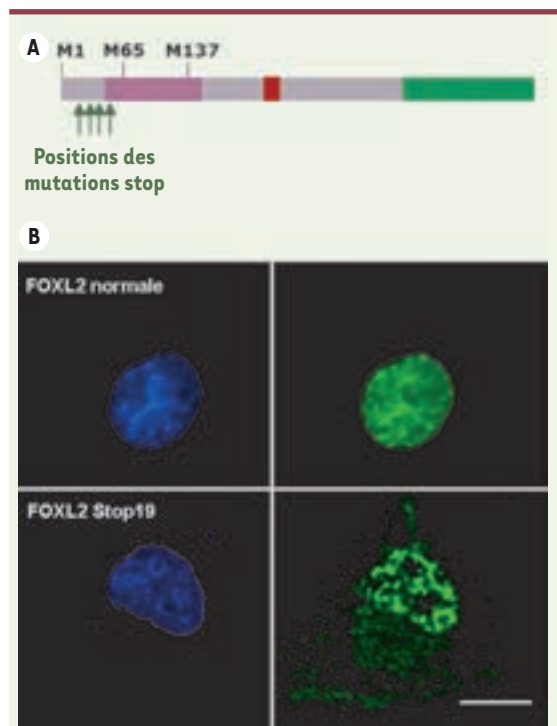 A
M1 M65 M137
Positions des
mutations stop
B
FOXL2 normale
FOXL2 Stop19